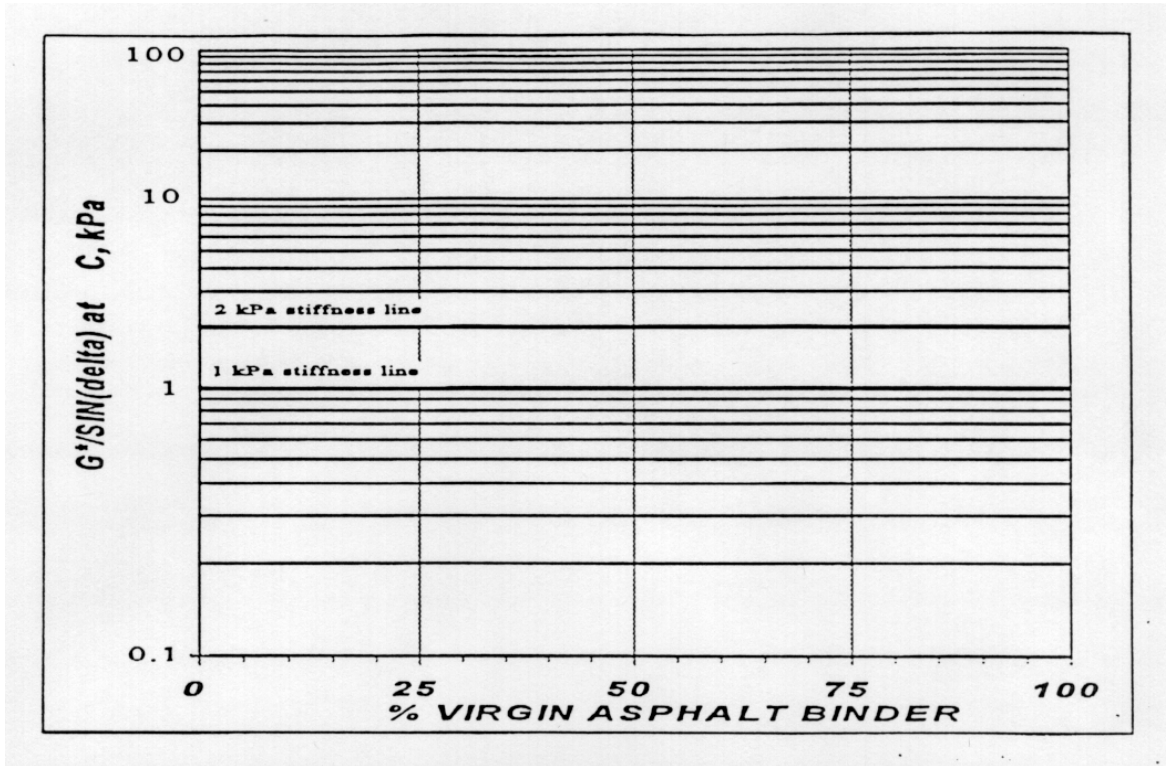 100
10
1
0.1
G*/SIN(delta) at   C, kPa
2 kPa stiffness line
1 kPa stiffness line
0 25 50 75 100
% VIRGIN ASPHALT BINDER